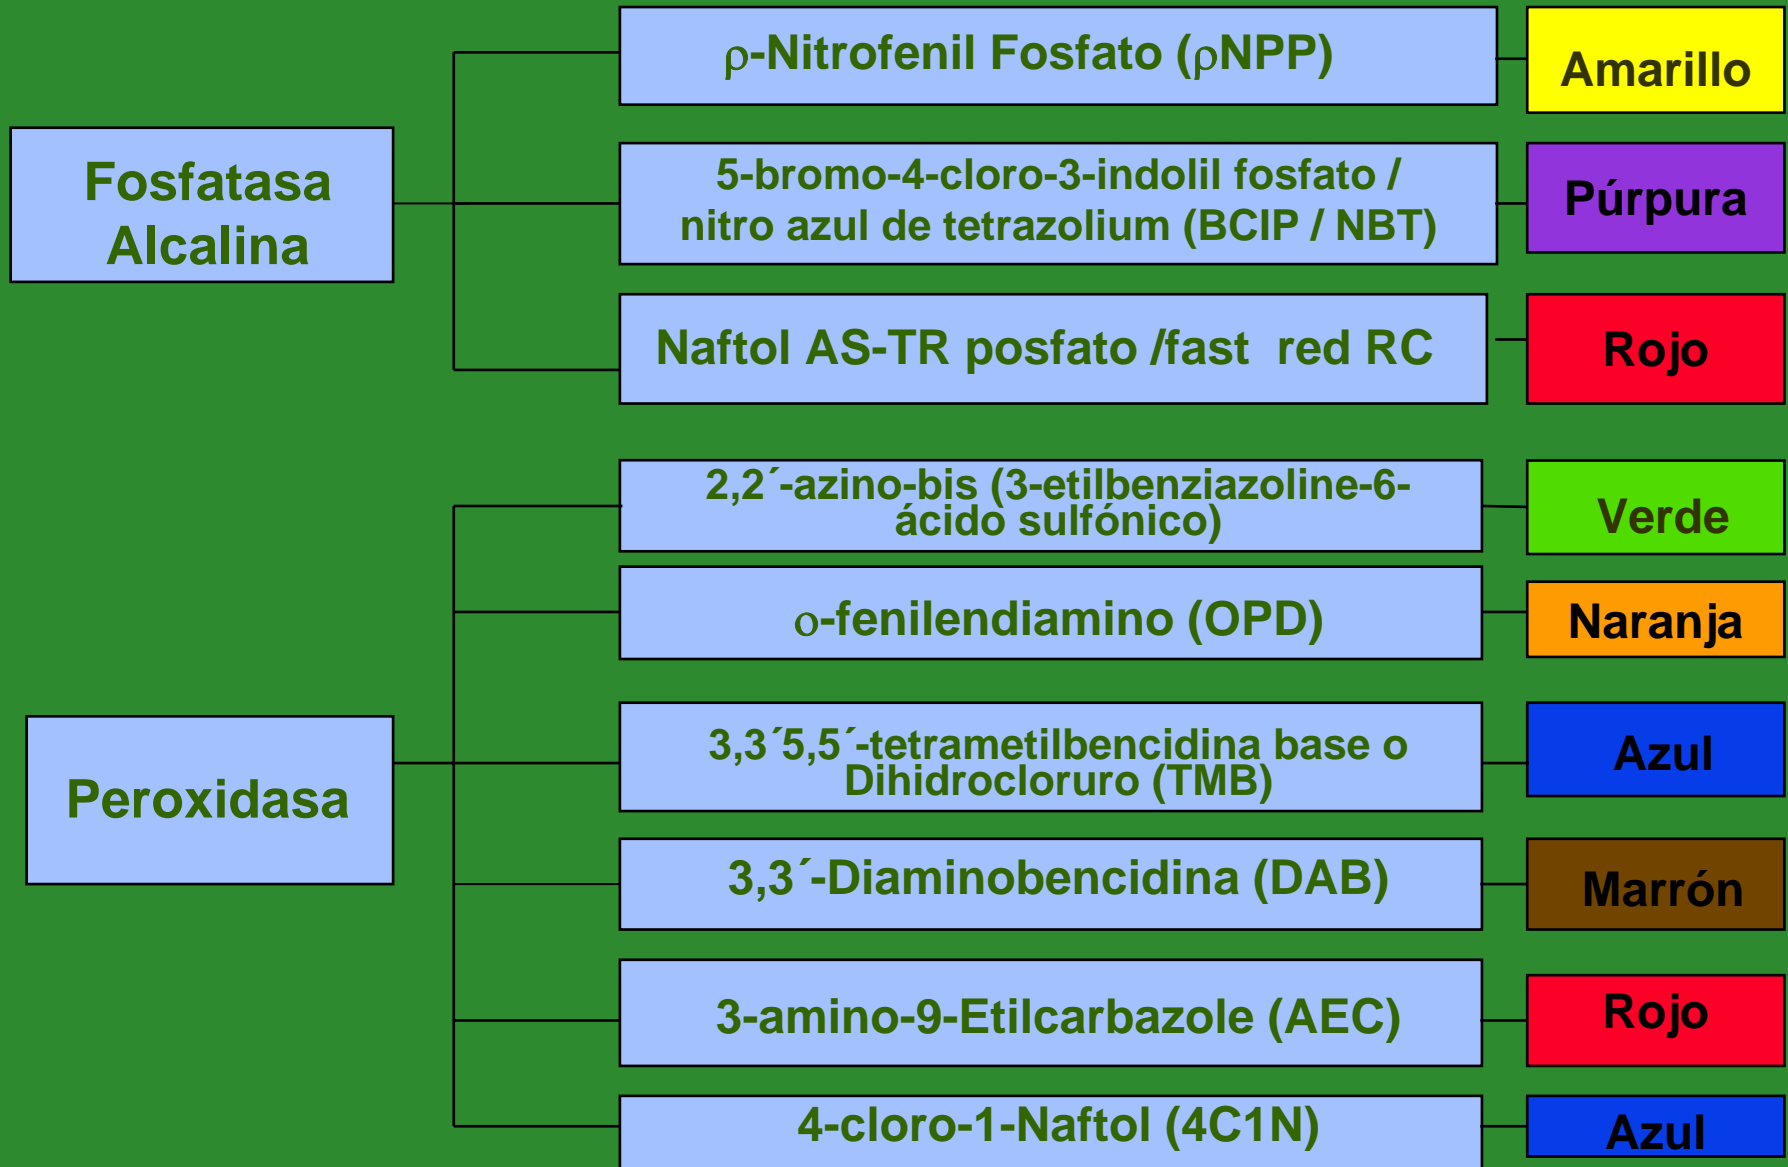 Fosfatasa
Alcalina
ρ-Nitrofenil Fosfato (ρNPP)
Amarillo
5-bromo-4-cloro-3-indolil fosfato /
nitro azul de tetrazolium (BCIP / NBT)
Púrpura
Naftol AS-TR posfato /fast red RC
Rojo
Peroxidasa
2,2´-azino-bis (3-etilbenziazoline-6-
ácido sulfónico)
Verde
ο-fenilendiamino (OPD)
Naranja
3,3´5,5´-tetrametilbencidina base o
Dihidrocloruro (TMB)
Azul
3,3´-Diaminobencidina (DAB)
Marrón
3-amino-9-Etilcarbazole (AEC)
Rojo
4-cloro-1-Naftol (4C1N)
Azul